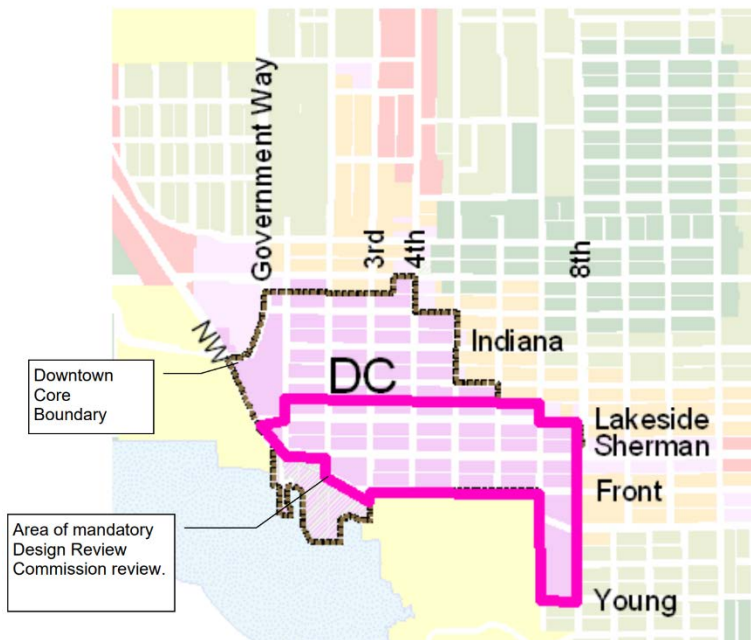 Government Way
3rd
4th
8th
NW
Indiana
Downtown
Core
Boundary
DC
Lakeside
Sherman
Front
Area of mandatory
Design Review
Commission review.
Young